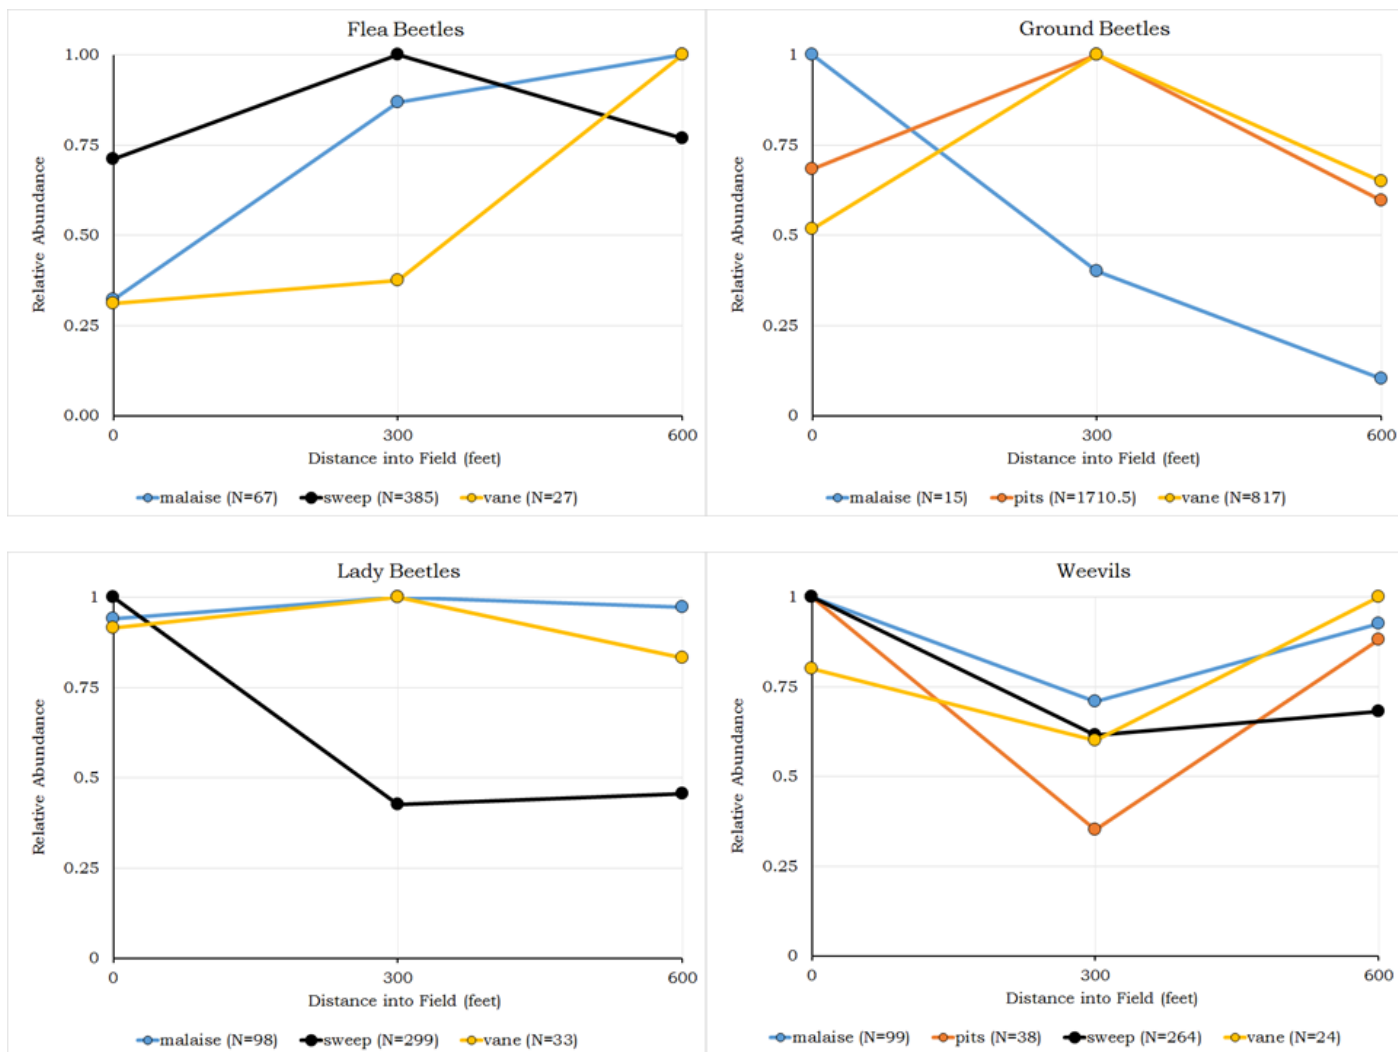 Flea Beetles
1.00
0.75
0.50
0.25
0.00
Relative Abundance
0 300 600
Distance into Field (feet)
malaise (N=67) sweep (N=385) vane (N=27)
Ground Beetles
1
0.75
0.5
0.25
0
Relative Abundance
0 300 600
Distance into Field (feet)
malaise (N=15) pits (N=1710.5) vane (N=817)
Lady Beetles
1
0.75
0.5
0.25
0
Relative Abundance
0 300 600
Distance into Field (feet)
malaise (N=98) sweep (N=299) vane (N=33)
Weevils
1
0.75
0.5
0.25
0
Relative Abundance
0 300 600
Distance into Field (feet)
malaise (N=99) pits (N=38) sweep (N=264) vane (N=24)